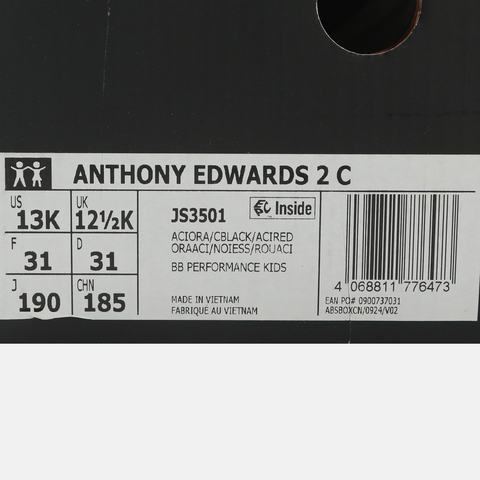 ANTHONY EDWARDS 2 C
US
13K
UK
12½K
F
31
D
31
J
190
CHN
185
JS3501
Inside
ACIORA/CBLACK/ACIRED
ORAACI/NOIESS/ROUACI
BB PERFORMANCE KIDS
MADE IN VIETNAM
FABRIQUÉ AU VIETNAM
4 068811 776473
EAN PO# 0900737031
ABSBOXCN/0924/V02